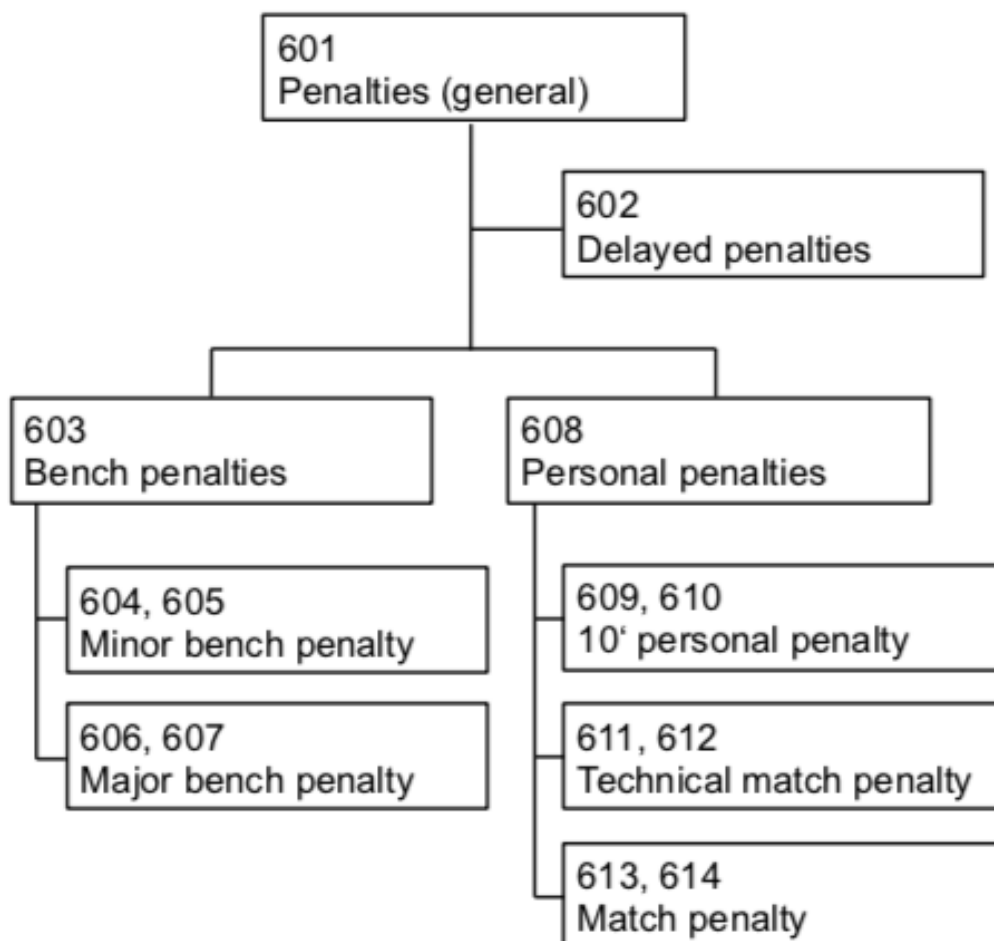 601
Penalties (general)
602
Delayed penalties
603
Bench penalties
608
Personal penalties
604, 605
Minor bench penalty
609, 610
10‘ personal penalty
606, 607
Major bench penalty
611, 612
Technical match penalty
613, 614
Match penalty